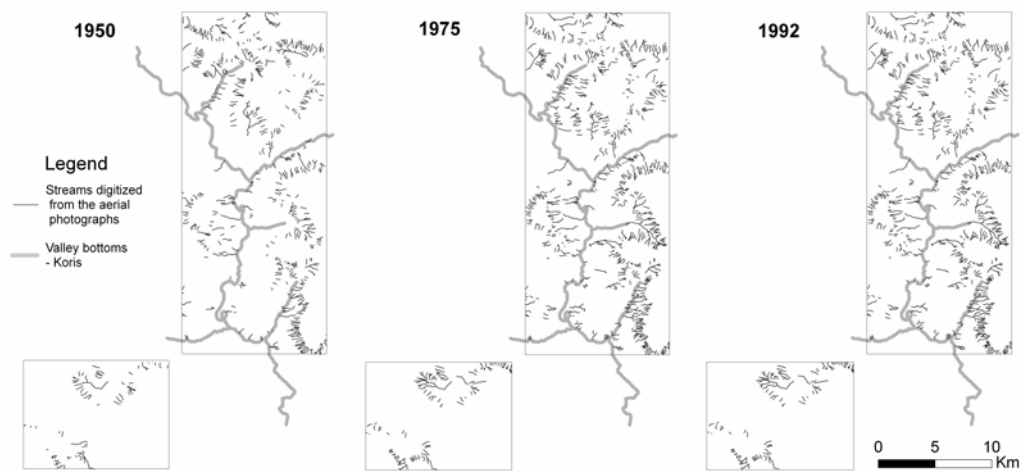 1950
1975
1992
Legend
Streams digitized
from the aerial
photographs
Valley bottoms
- Koris
0 5 10
Km